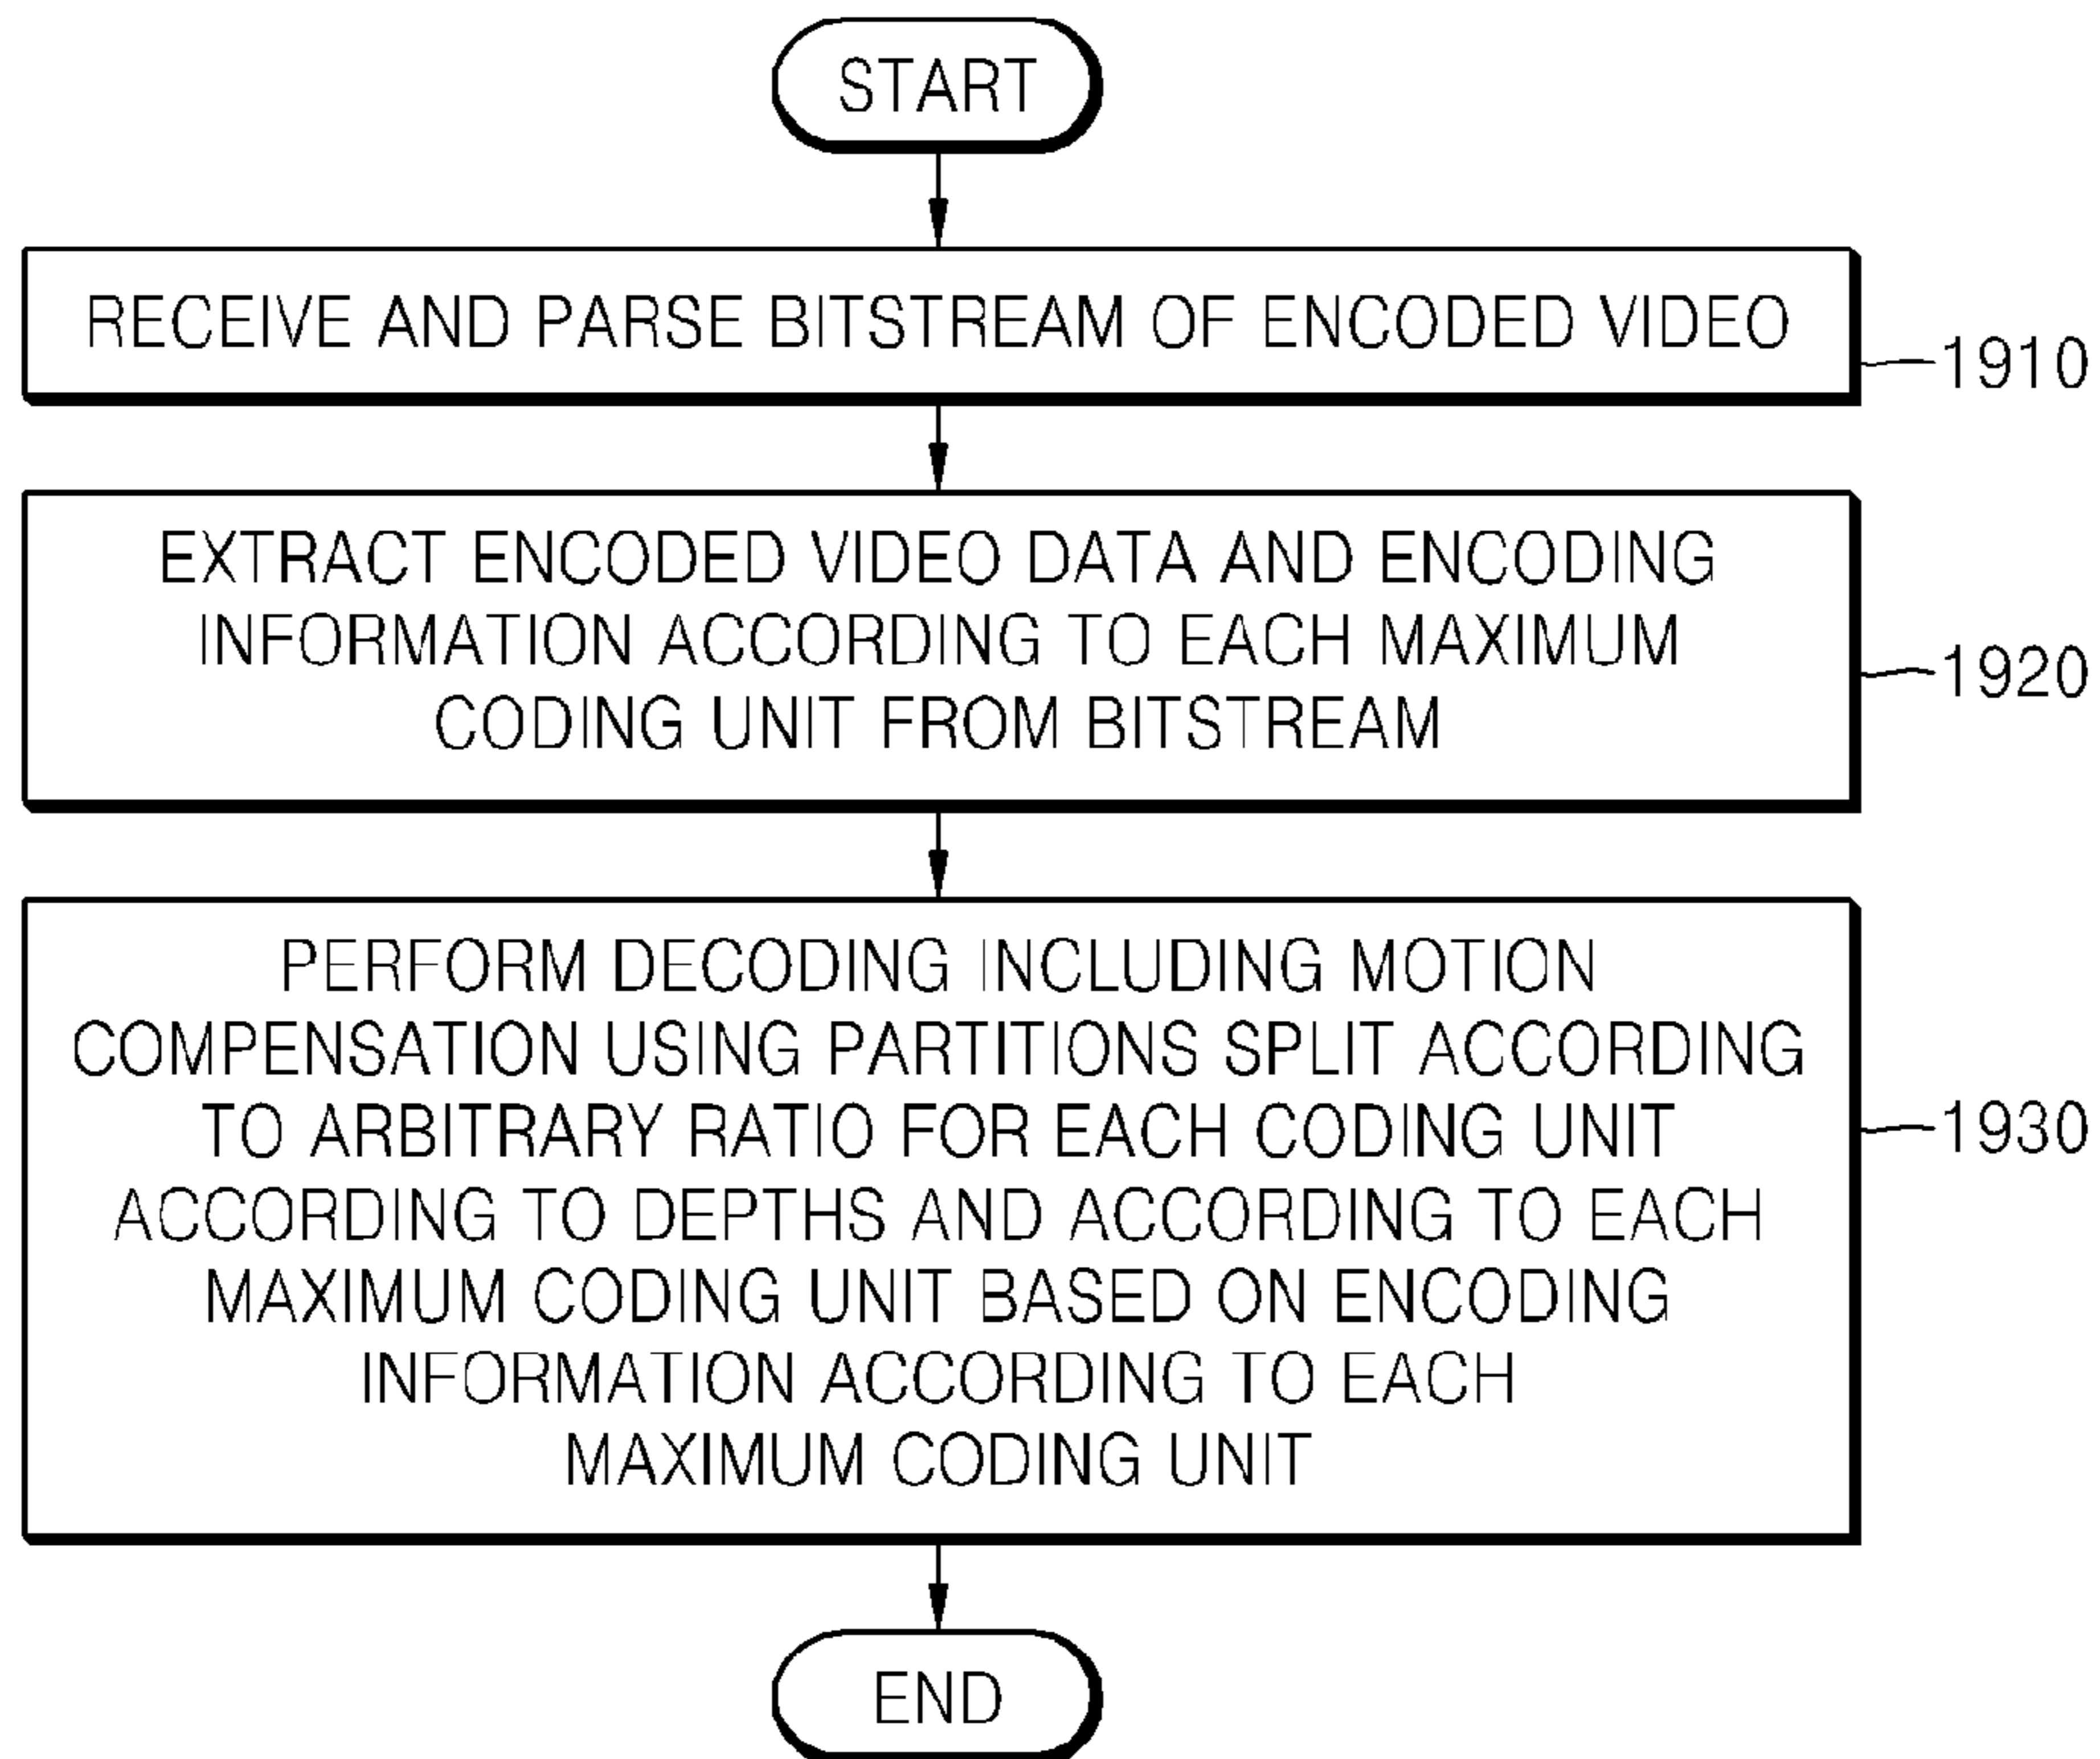 START
RECEIVE AND PARSE BITSTREAM OF ENCODED VIDEO
1910
EXTRACT ENCODED VIDEO DATA AND ENCODING
INFORMATION ACCORDING TO EACH MAXIMUM
CODING UNIT FROM BITSTREAM
1920
PERFORM DECODING INCLUDING MOTION
COMPENSATION USING PARTITIONS SPLIT ACCORDING
TO ARBITRARY RATIO FOR EACH CODING UNIT
ACCORDING TO DEPTHS AND ACCORDING TO EACH
MAXIMUM CODING UNIT BASED ON ENCODING
INFORMATION ACCORDING TO EACH
MAXIMUM CODING UNIT
1930
END